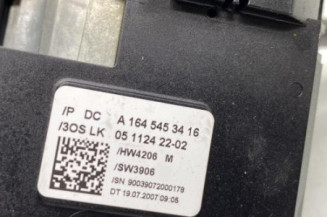 /P DC A 164 545 34 16
/3OS LK 05 1124 22-02
/HW4206 M
/SW3906
/SN 90039072000178
DT 19.07.2007 09:05